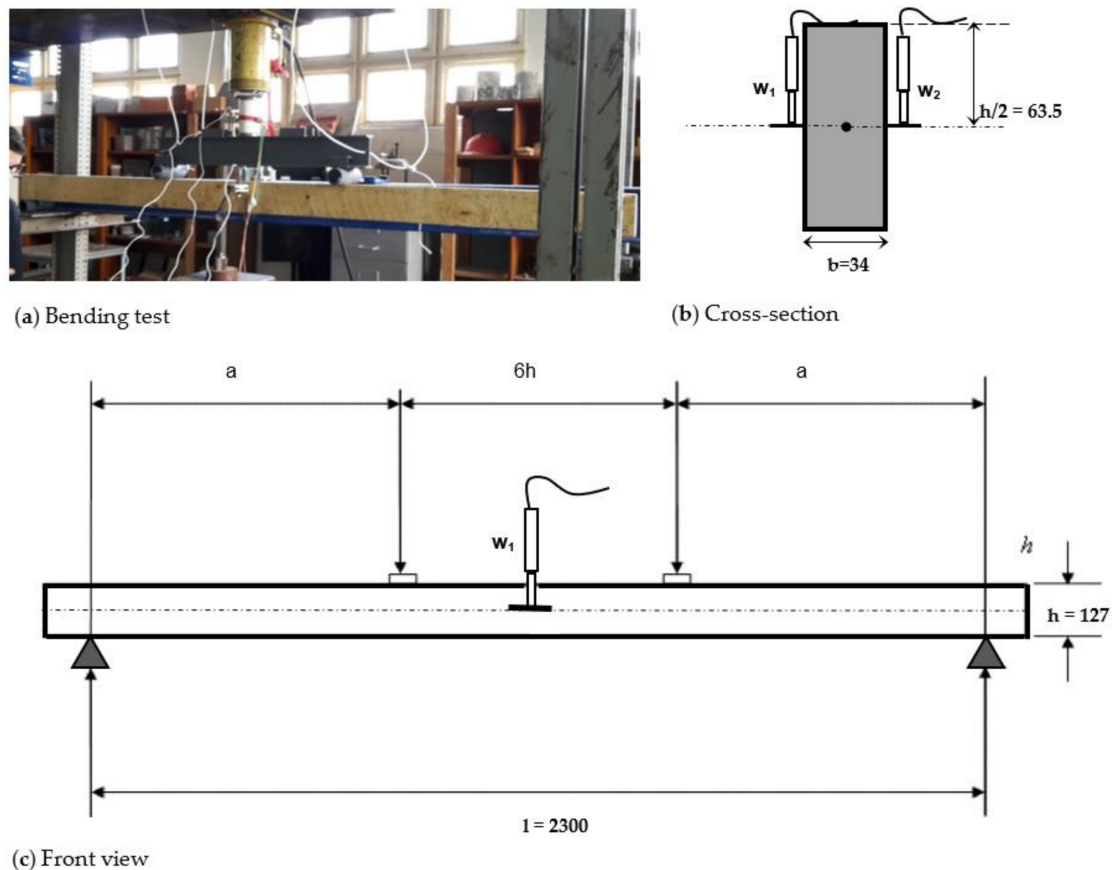 w₁
w₂
h/2 = 63.5
b=34
(a) Bending test
(b) Cross-section
a
6h
a
w₁
h
h = 127
l = 2300
(c) Front view